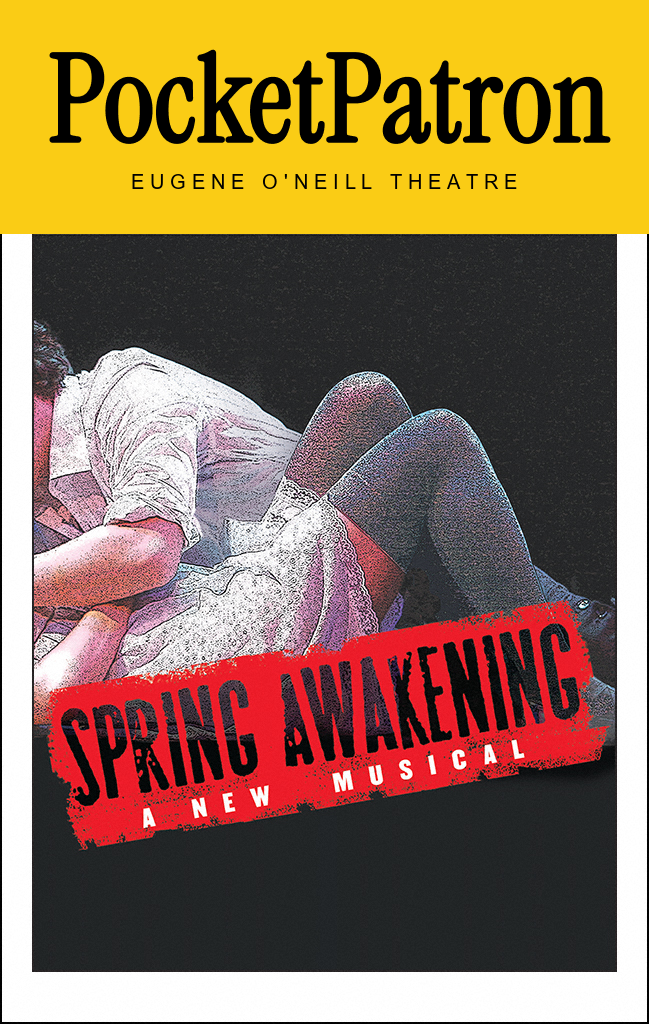 PocketPatron
EUGENE O'NEILL THEATRE
SPRING AWAKENING
A NEW MUSICAL